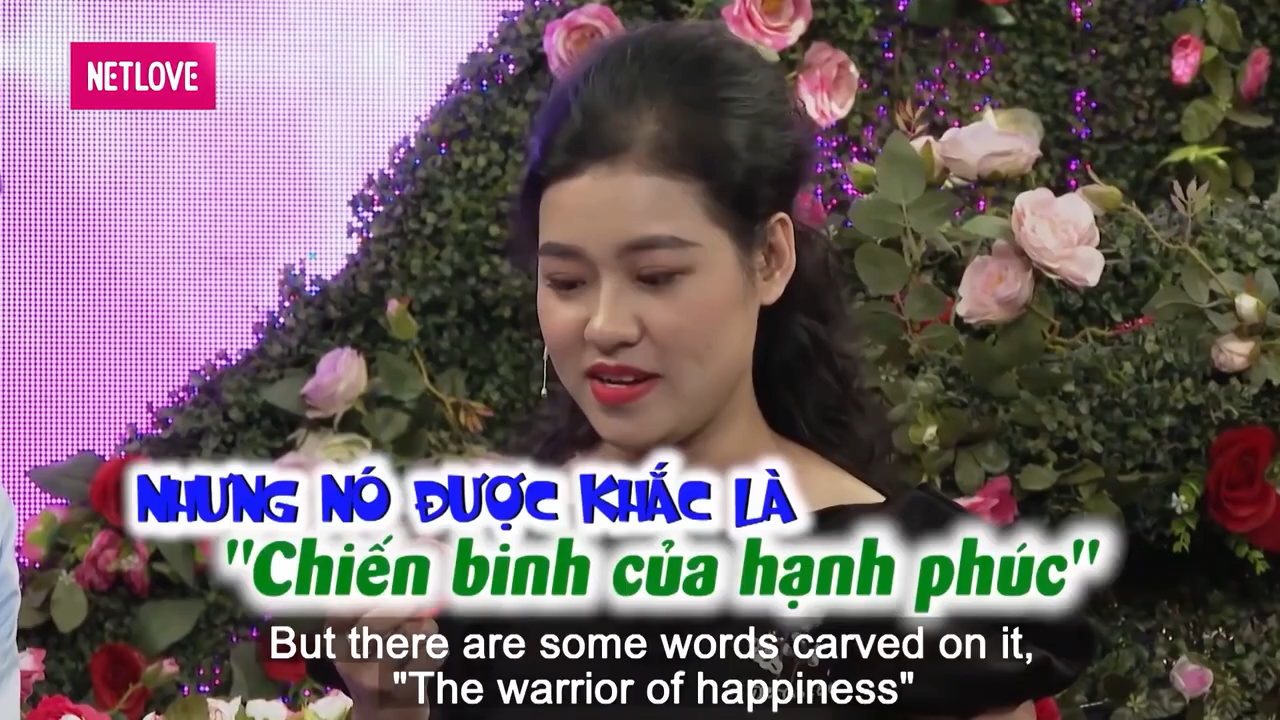 NETLOVE
NHƯNG NÓ ĐƯỢC KHẮC LÀ
"Chiến binh của hạnh phúc"
But there are some words carved on it,
"The warrior of happiness"